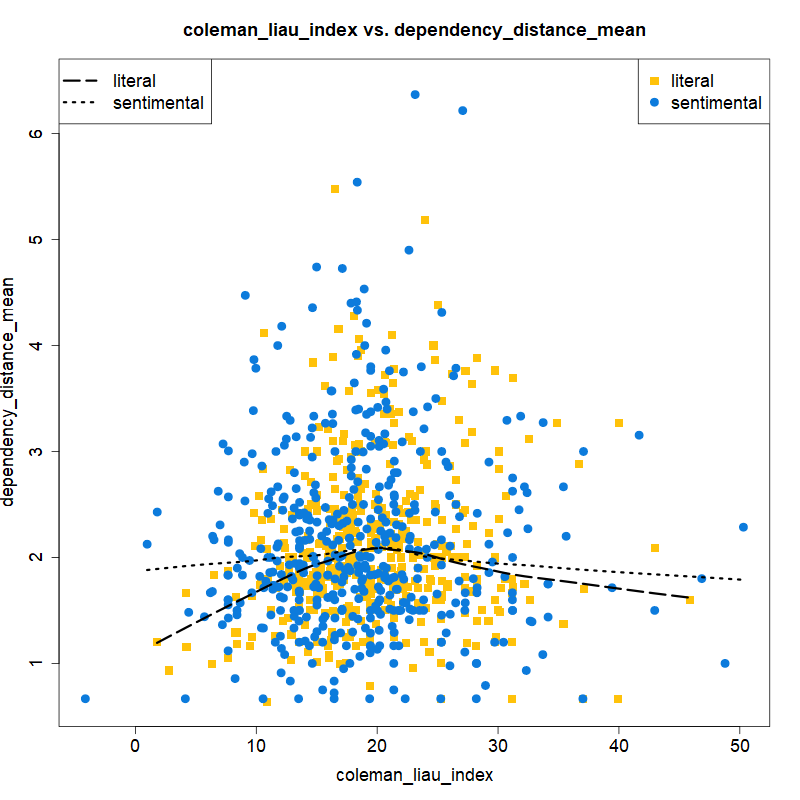 coleman_liau_index vs. dependency_distance_mean
literal
sentimental
literal
sentimental
dependency_distance_mean
6
5
4
3
2
1
0 10 20 30 40 50
coleman_liau_index